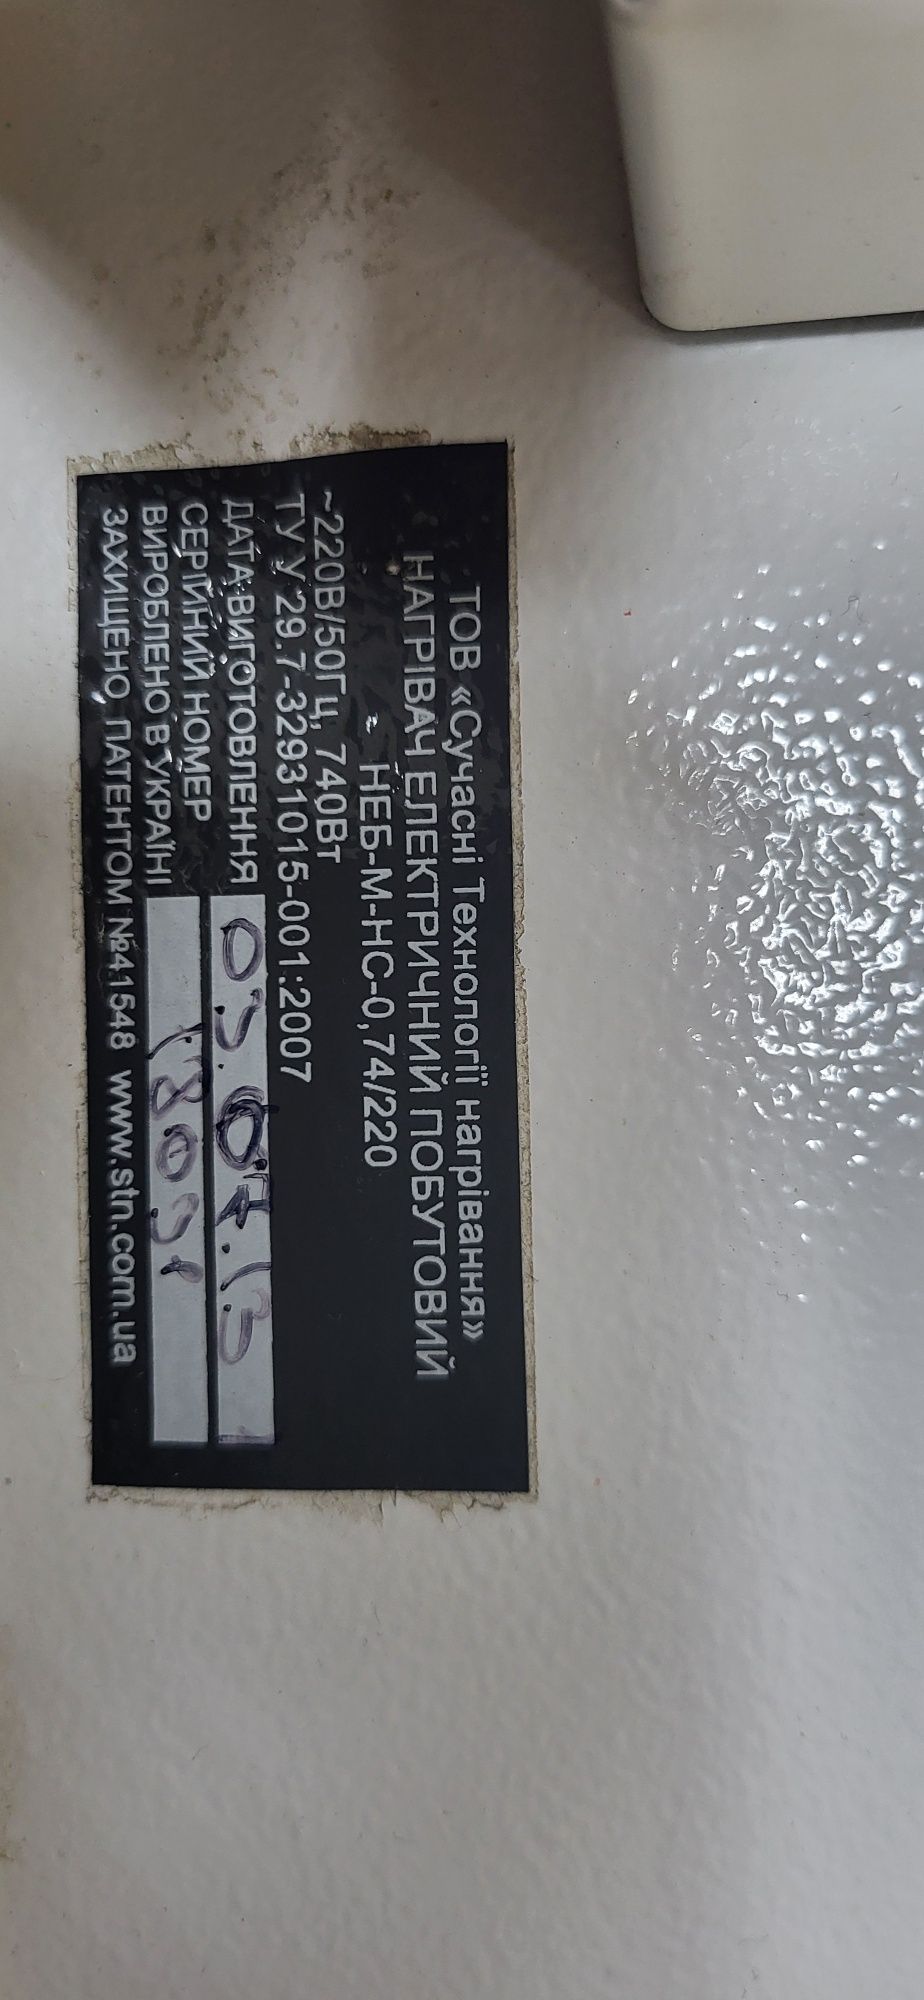 ТОВ «Сучасні Технології нагрівання»
НАГРІВАЧ ЕЛЕКТРИЧНИЙ ПОБУТОВИЙ
НЕБ-М-НС-0,74/220
~220В/50Гц, 740Вт
ТУ У 29.7-32931015-001:2007
ДАТА ВИГОТОВЛЕННЯ
СЕРІЙНИЙ НОМЕР
ВИРОБЛЕНО В УКРАЇНІ
ЗАХИЩЕНО ПАТЕНТОМ №41548 www.stn.com.ua